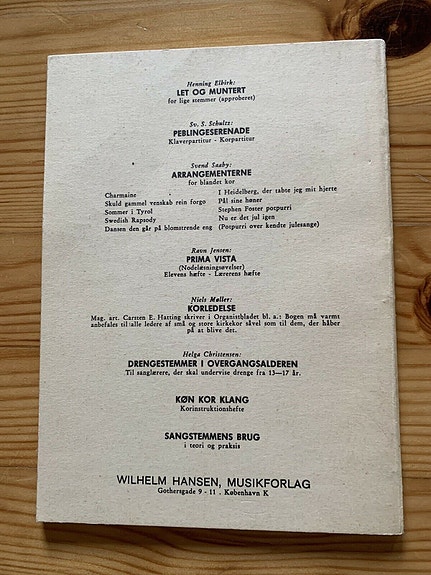 Henning Elbirk:
LET OG MUNTERT
for lige stemmer (approberet)
Sv. S. Schultz:
PEBLINGESERENADE
Klaverpartitur - Korpartitur
Svend Saaby:
ARRANGEMENTERNE
for blandet kor
Charmaine
Skuld gammel venskab rein forgo
Sommer i Tyrol
Swedish Rapsody
Dansen den går på blomstrende eng
I Heidelberg, der tabte jeg mit hjerte
Pål sine høner
Stephen Foster potpurri
Nu er det jul igen
(Potpurri over kendte julesange)
Ravn Jensen:
PRIMA VISTA
(Nodelæsningsøvelser)
Elevens hæfte - Lærerens hæfte
Niels Møller:
KORLEDELSE
Mag. art. Carsten E. Hatting skriver i Organistbladet bl. a.: Bogen må varmt
anbefales til alle ledere af små og store kirkekor såvel som til dem, der håber
på at blive det.
Helga Christensen:
DRENGESTEMMER I OVERGANGSALDEREN
Til sanglærere, der skal undervise drenge fra 13—17 år.
KØN KOR KLANG
Korinstruktionshefte
SANGSTEMMENS BRUG
i teori og praksis
WILHELM HANSEN, MUSIKFORLAG
Gothersgade 9 - 11 . København K